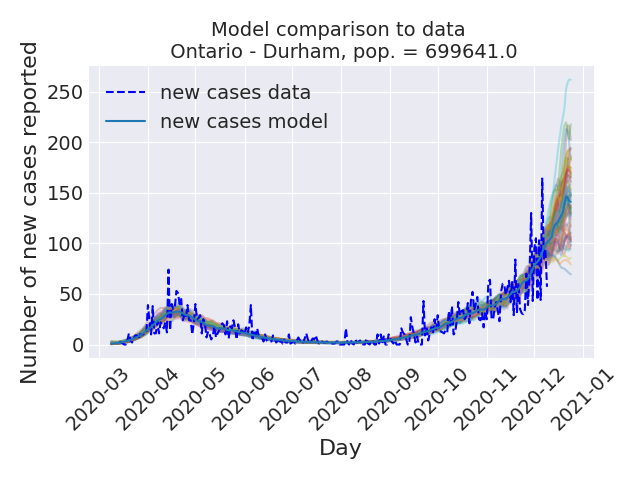 Model comparison to data
Ontario - Durham, pop. = 699641.0
Number of new cases reported
250
200
150
100
50
0
new cases data
new cases model
2020-03
2020-04
2020-05
2020-06
2020-07
2020-08
2020-09
2020-10
2020-11
2020-12
2021-01
Day